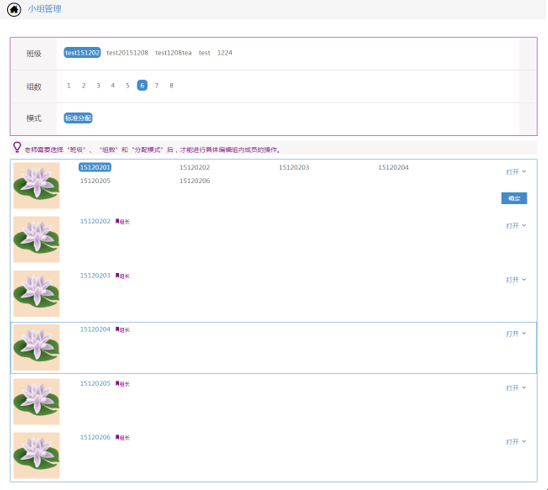 小组管理
班级 test151202 test20151208 test1208tea test 1224
组数 1 2 3 4 5 6 7 8
模式 标准分配
老师需要选择“班级”、“组数”和“分配模式”后，才能进行具体编辑组内成员的操作。
15120201 15120202 15120203 15120204 打开
15120205 15120206
确定
15120202 组长 打开
15120203 组长 打开
15120204 组长 打开
15120205 组长 打开
15120206 组长 打开